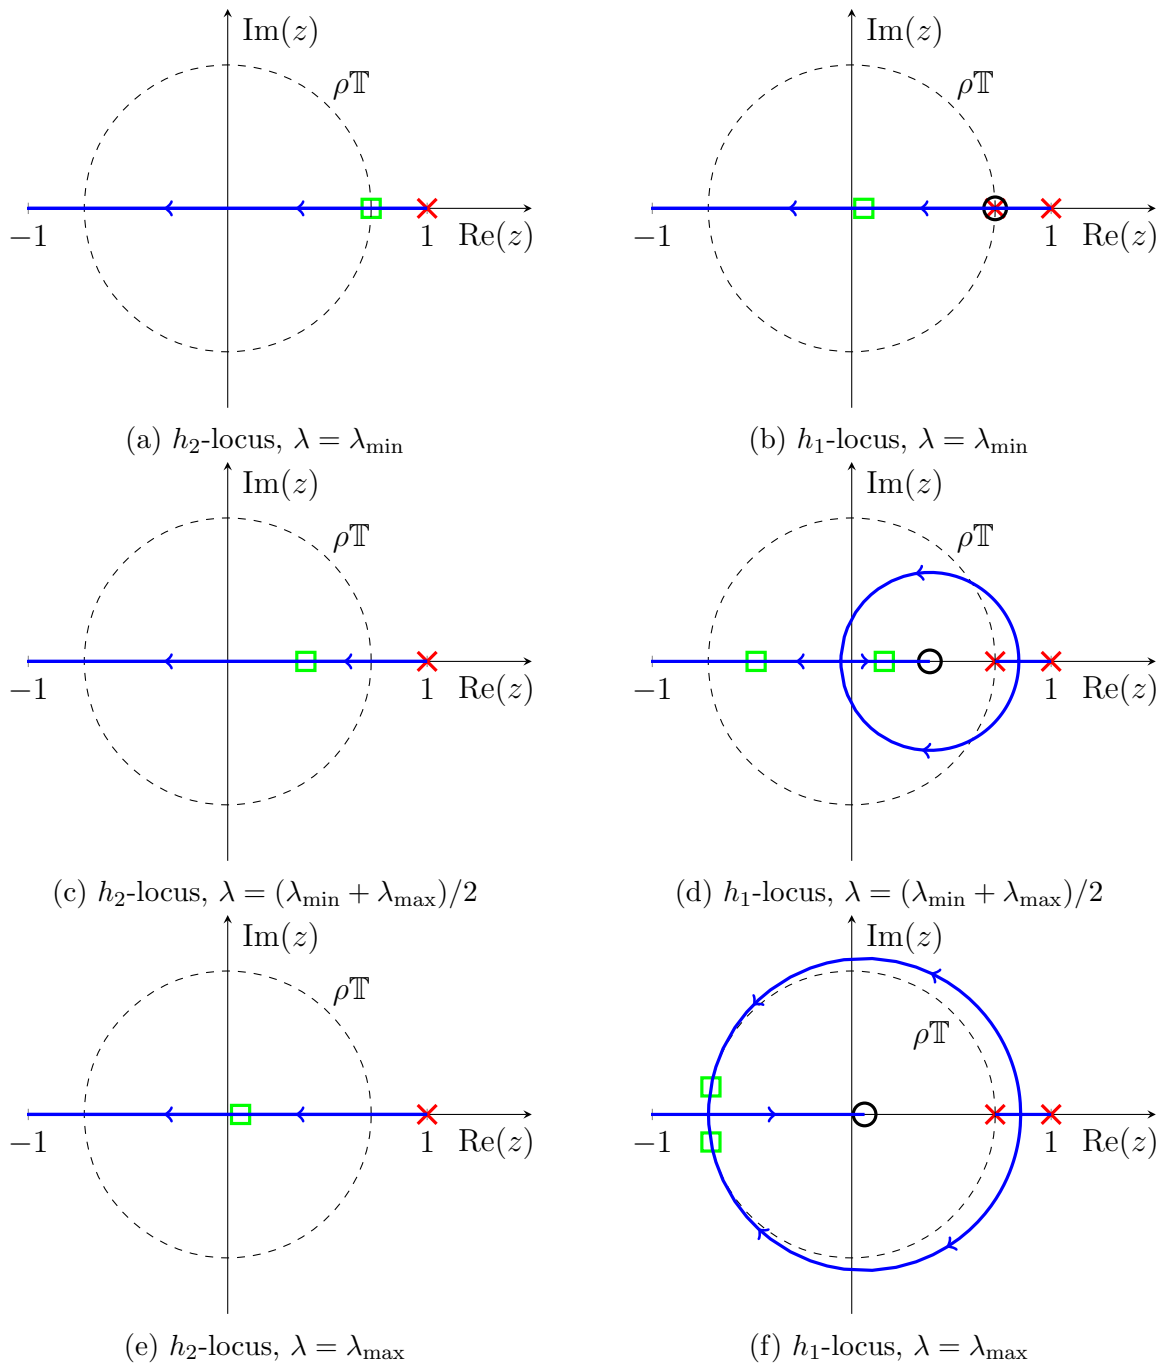 Im(z)
ρ𝕋
−1
1
Re(z)
(a) h₂-locus, λ = λ_min
Im(z)
ρ𝕋
−1
1
Re(z)
(b) h₁-locus, λ = λ_min
Im(z)
ρ𝕋
−1
1
Re(z)
(c) h₂-locus, λ = (λ_min + λ_max)/2
Im(z)
ρ𝕋
−1
1
Re(z)
(d) h₁-locus, λ = (λ_min + λ_max)/2
Im(z)
ρ𝕋
−1
1
Re(z)
(e) h₂-locus, λ = λ_max
Im(z)
ρ𝕋
−1
1
Re(z)
(f) h₁-locus, λ = λ_max